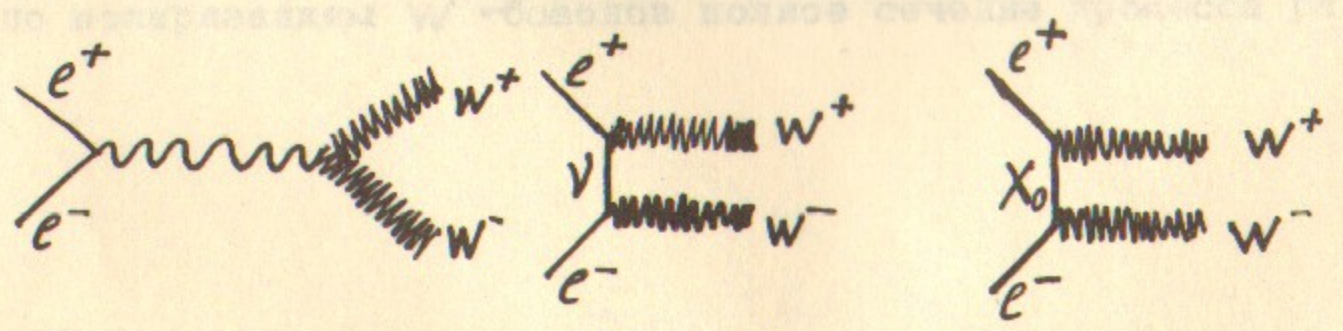 e⁺ w⁺ e⁺ w⁺ e⁺ w⁺
ν X₀
e⁻ w⁻ e⁻ w⁻ e⁻ w⁻